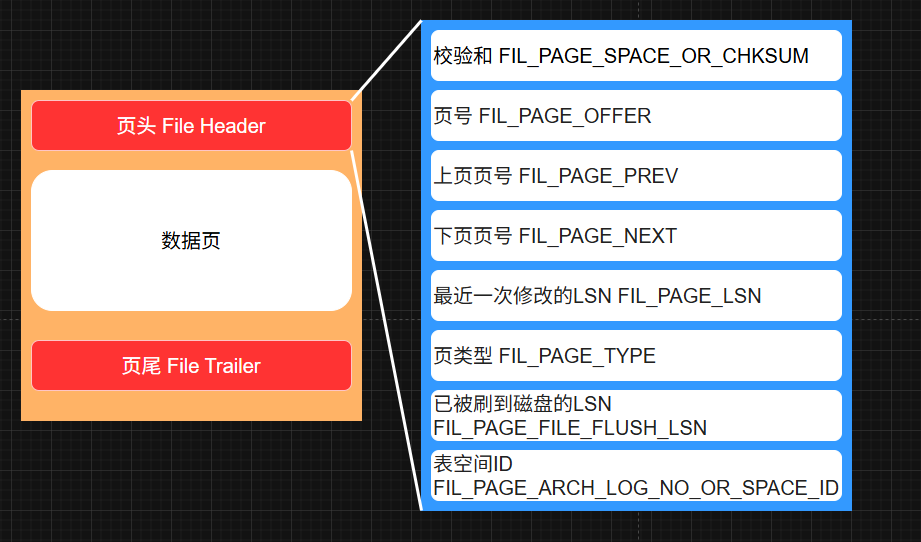 页头 File Header
数据页
页尾 File Trailer
校验和 FIL_PAGE_SPACE_OR_CHKSUM
页号 FIL_PAGE_OFFER
上页页号 FIL_PAGE_PREV
下页页号 FIL_PAGE_NEXT
最近一次修改的LSN FIL_PAGE_LSN
页类型 FIL_PAGE_TYPE
已被刷到磁盘的LSN
FIL_PAGE_FILE_FLUSH_LSN
表空间ID
FIL_PAGE_ARCH_LOG_NO_OR_SPACE_ID